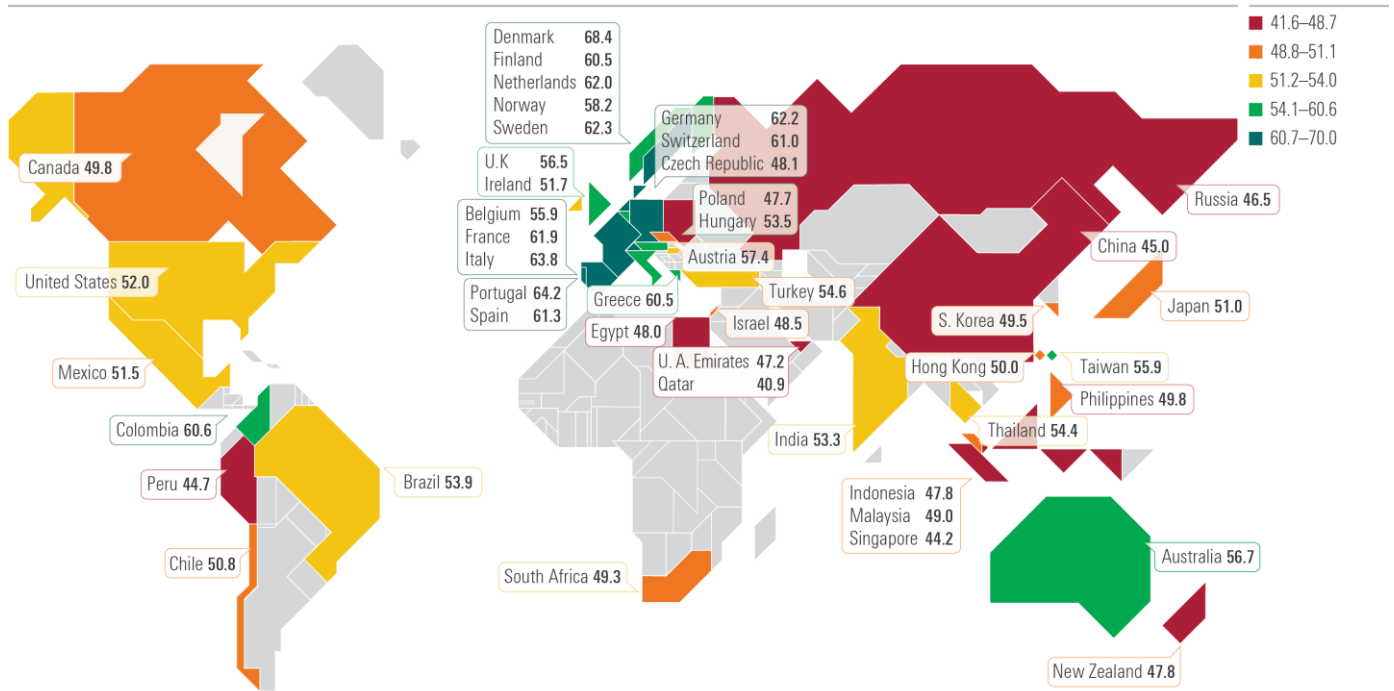 41.6–48.7
48.8–51.1
51.2–54.0
54.1–60.6
60.7–70.0
Denmark 68.4
Finland 60.5
Netherlands 62.0
Norway 58.2
Sweden 62.3
Germany 62.2
Switzerland 61.0
Czech Republic 48.1
Canada 49.8
U.K 56.5
Ireland 51.7
Poland 47.7
Hungary 53.5
Russia 46.5
Belgium 55.9
France 61.9
Italy 63.8
Austria 57.4
China 45.0
United States 52.0
Portugal 64.2
Spain 61.3
Greece 60.5
Turkey 54.6
Japan 51.0
Egypt 48.0
Israel 48.5
S. Korea 49.5
Mexico 51.5
U. A. Emirates 47.2
Qatar 40.9
Hong Kong 50.0
Taiwan 55.9
Philippines 49.8
Colombia 60.6
India 53.3
Thailand 54.4
Peru 44.7
Brazil 53.9
Indonesia 47.8
Malaysia 49.0
Singapore 44.2
Chile 50.8
South Africa 49.3
Australia 56.7
New Zealand 47.8